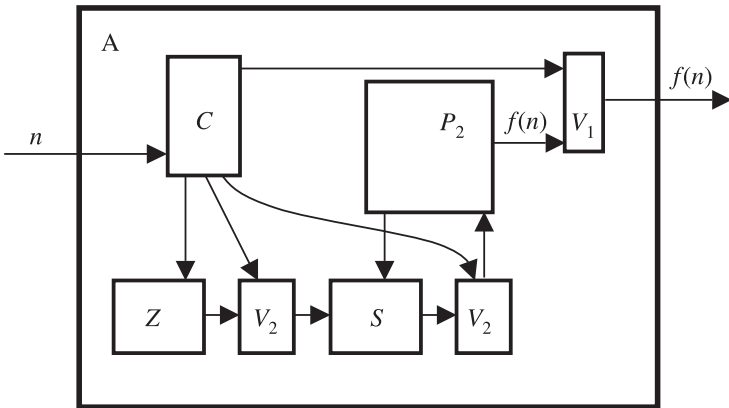 A
f(n)
C
n
P₂
f(n)
V₁
Z
V₂
S
V₂